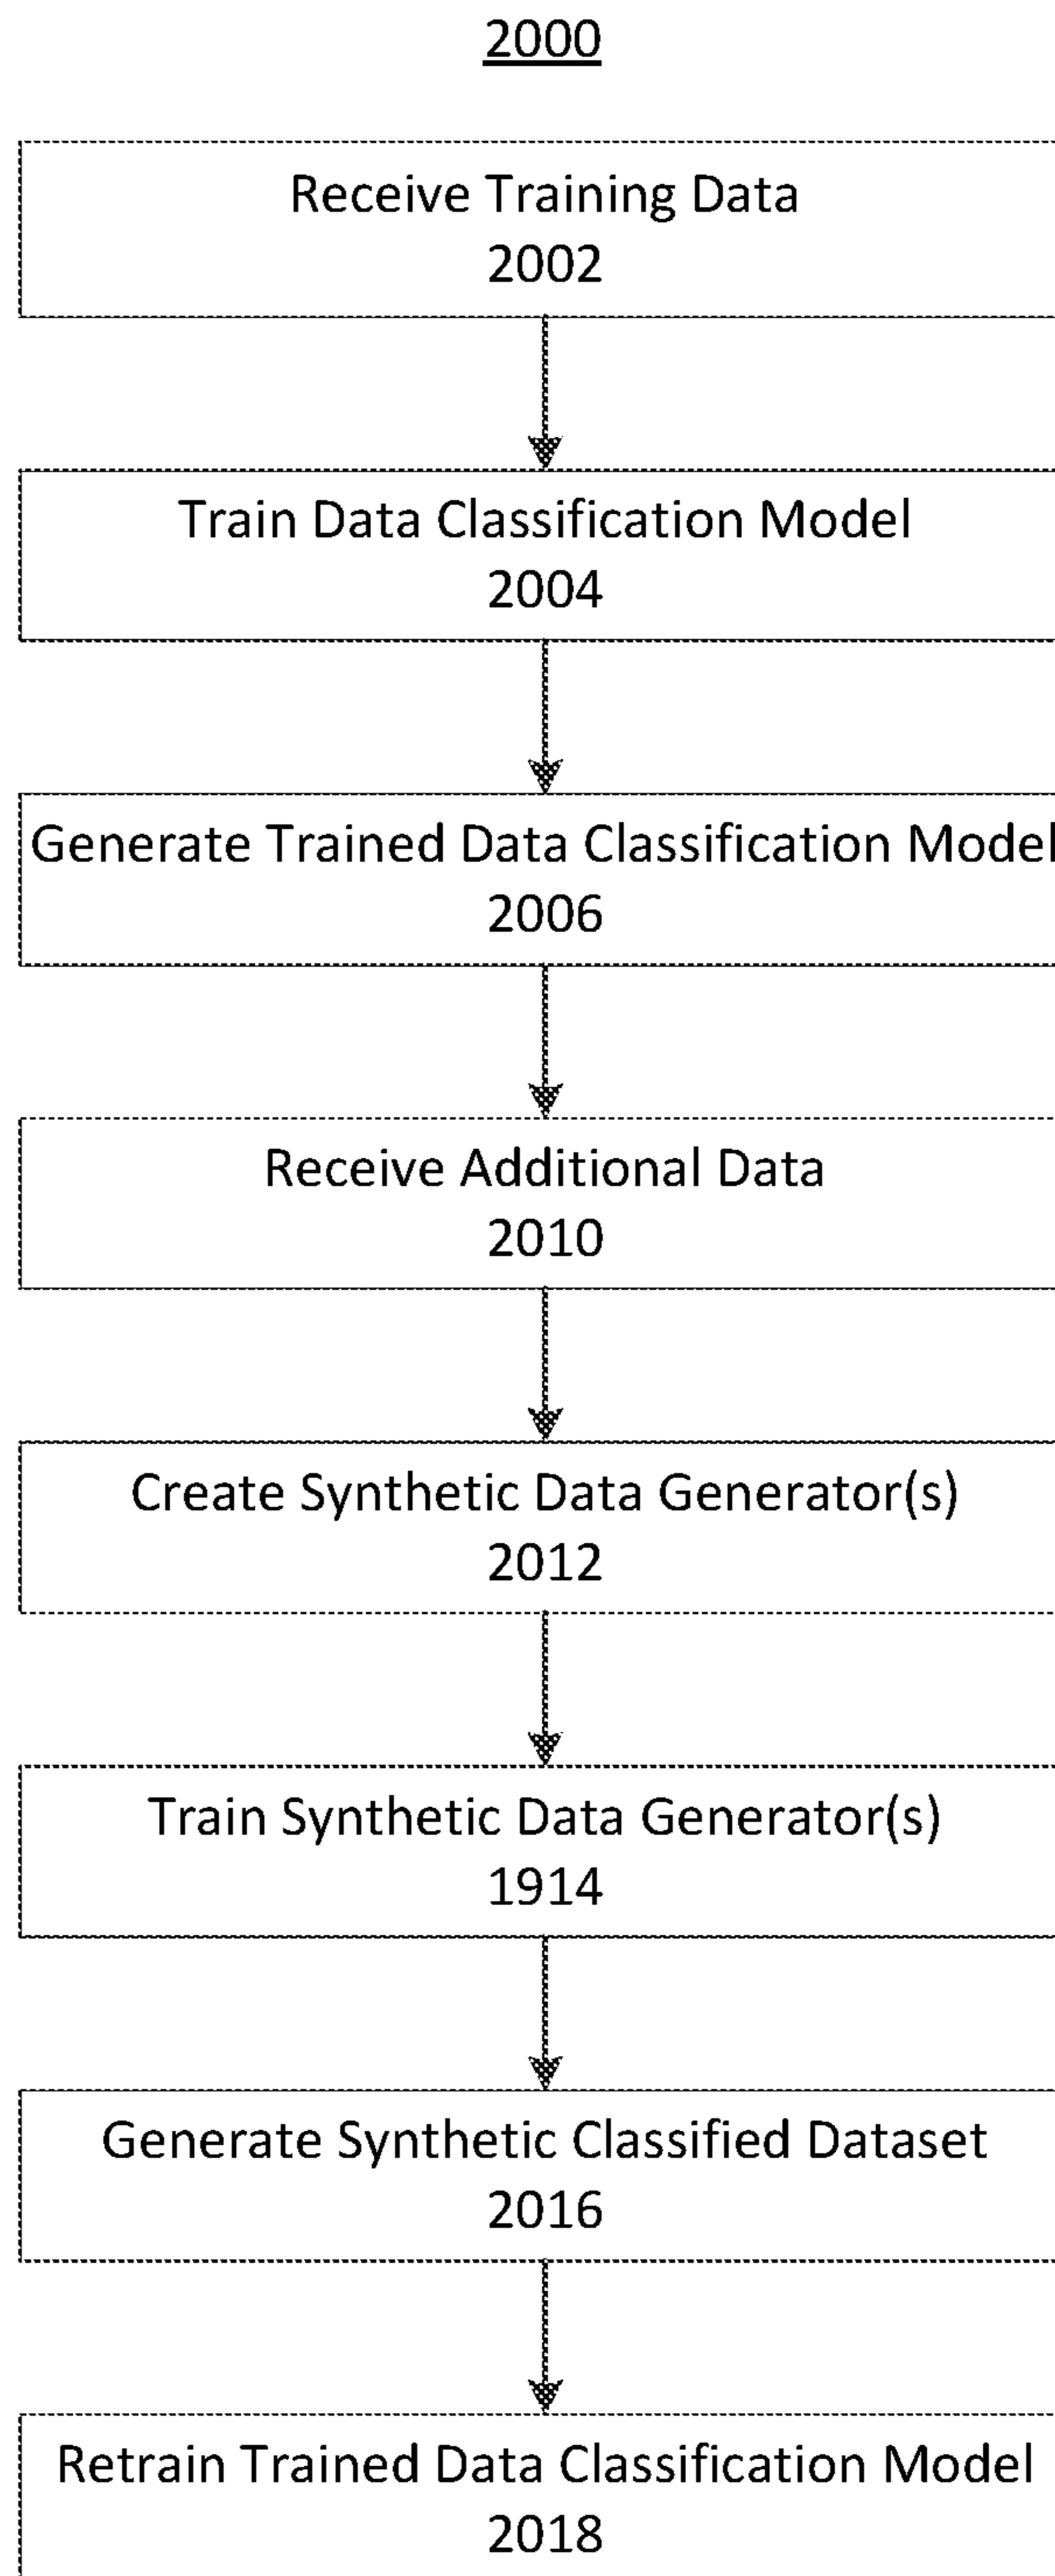 2000
Receive Training Data
2002
Train Data Classification Model
2004
Generate Trained Data Classification Model
2006
Receive Additional Data
2010
Create Synthetic Data Generator(s)
2012
Train Synthetic Data Generator(s)
1914
Generate Synthetic Classified Dataset
2016
Retrain Trained Data Classification Model
2018